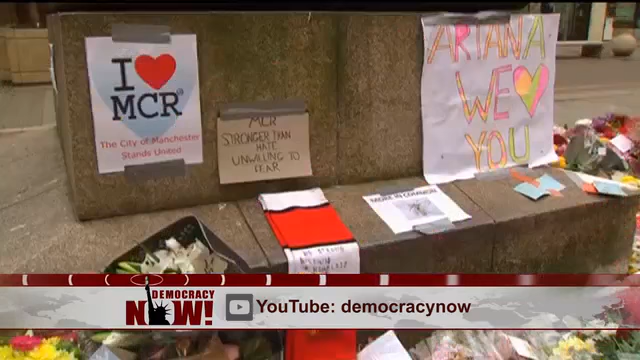 I ♥
MCR
The City of Manchester
Stands United
MCR
STRONGER THAN
HATE
UNWILLING TO
FEAR
ARIANA
WE ♥
YOU
MORE IN COMMON
DEMOCRACY
NOW!
YouTube: democracynow